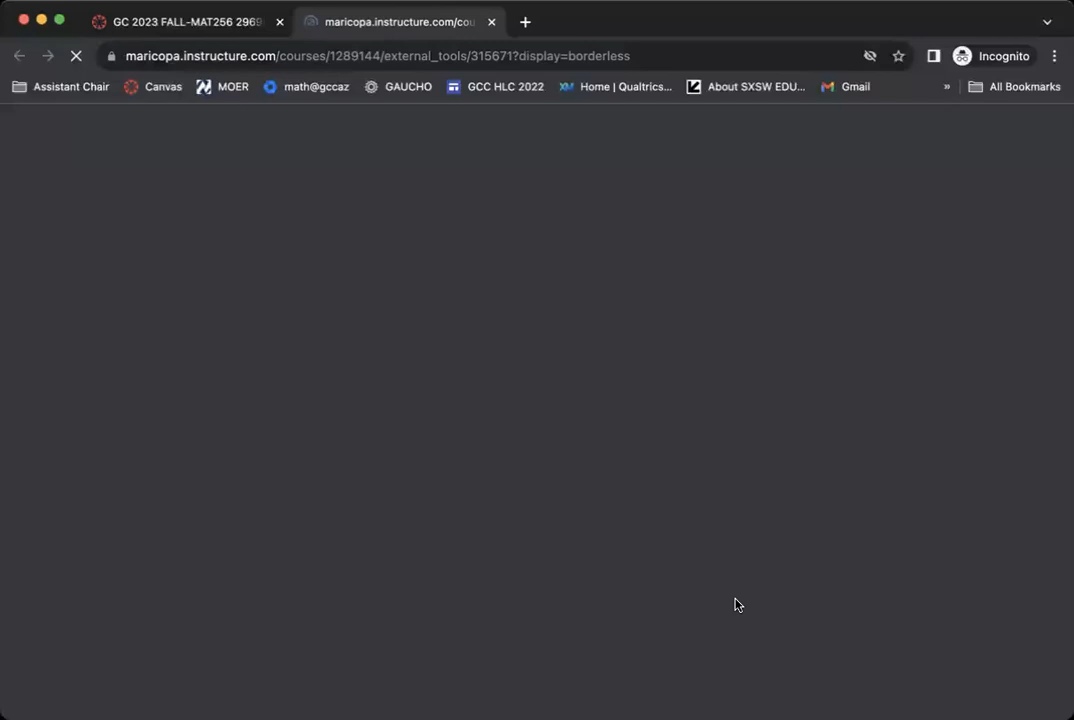 GC 2023 FALL-MAT256 2969
maricopa.instructure.com/cou
maricopa.instructure.com/courses/1289144/external_tools/315671?display=borderless
Incognito
Assistant Chair
Canvas
MOER
math@gccaz
GAUCHO
GCC HLC 2022
Home | Qualtrics...
About SXSW EDU...
Gmail
»
All Bookmarks